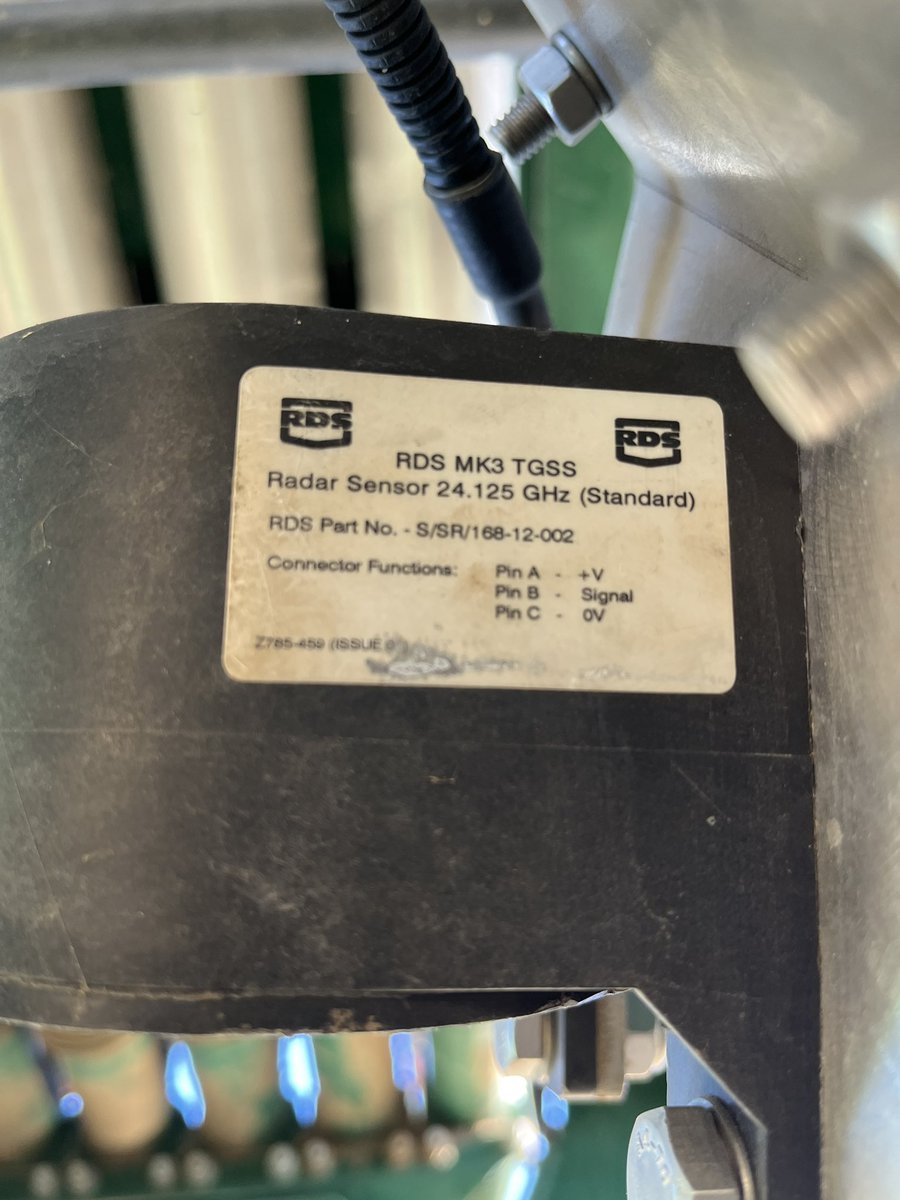 RDS
RDS
RDS MK3 TGSS
Radar Sensor 24.125 GHz (Standard)
RDS Part No. - S/SR/168-12-002
Connector Functions: Pin A - +V
Pin B - Signal
Pin C - 0V
Z785-459 (ISSUE